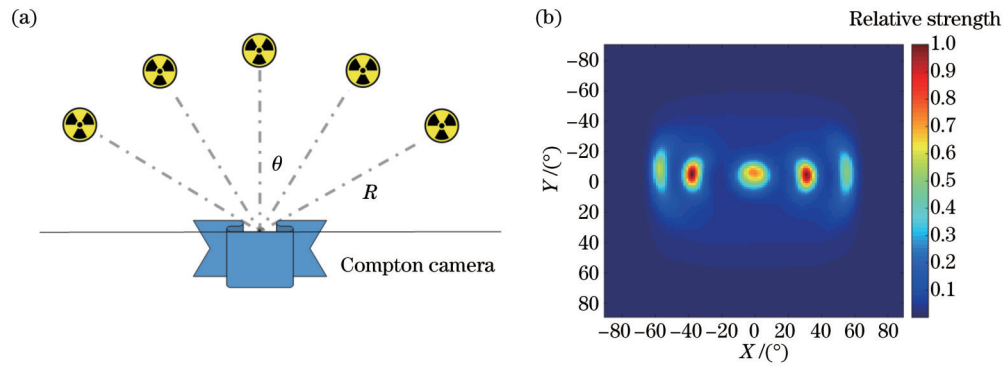 (a)
θ
R
Compton camera
(b)
Relative strength
1.0
0.9
0.8
0.7
0.6
0.5
0.4
0.3
0.2
0.1
Y/(°)
-80
-60
-40
-20
0
20
40
60
80
-80 -60 -40 -20 0 20 40 60 80
X/(°)